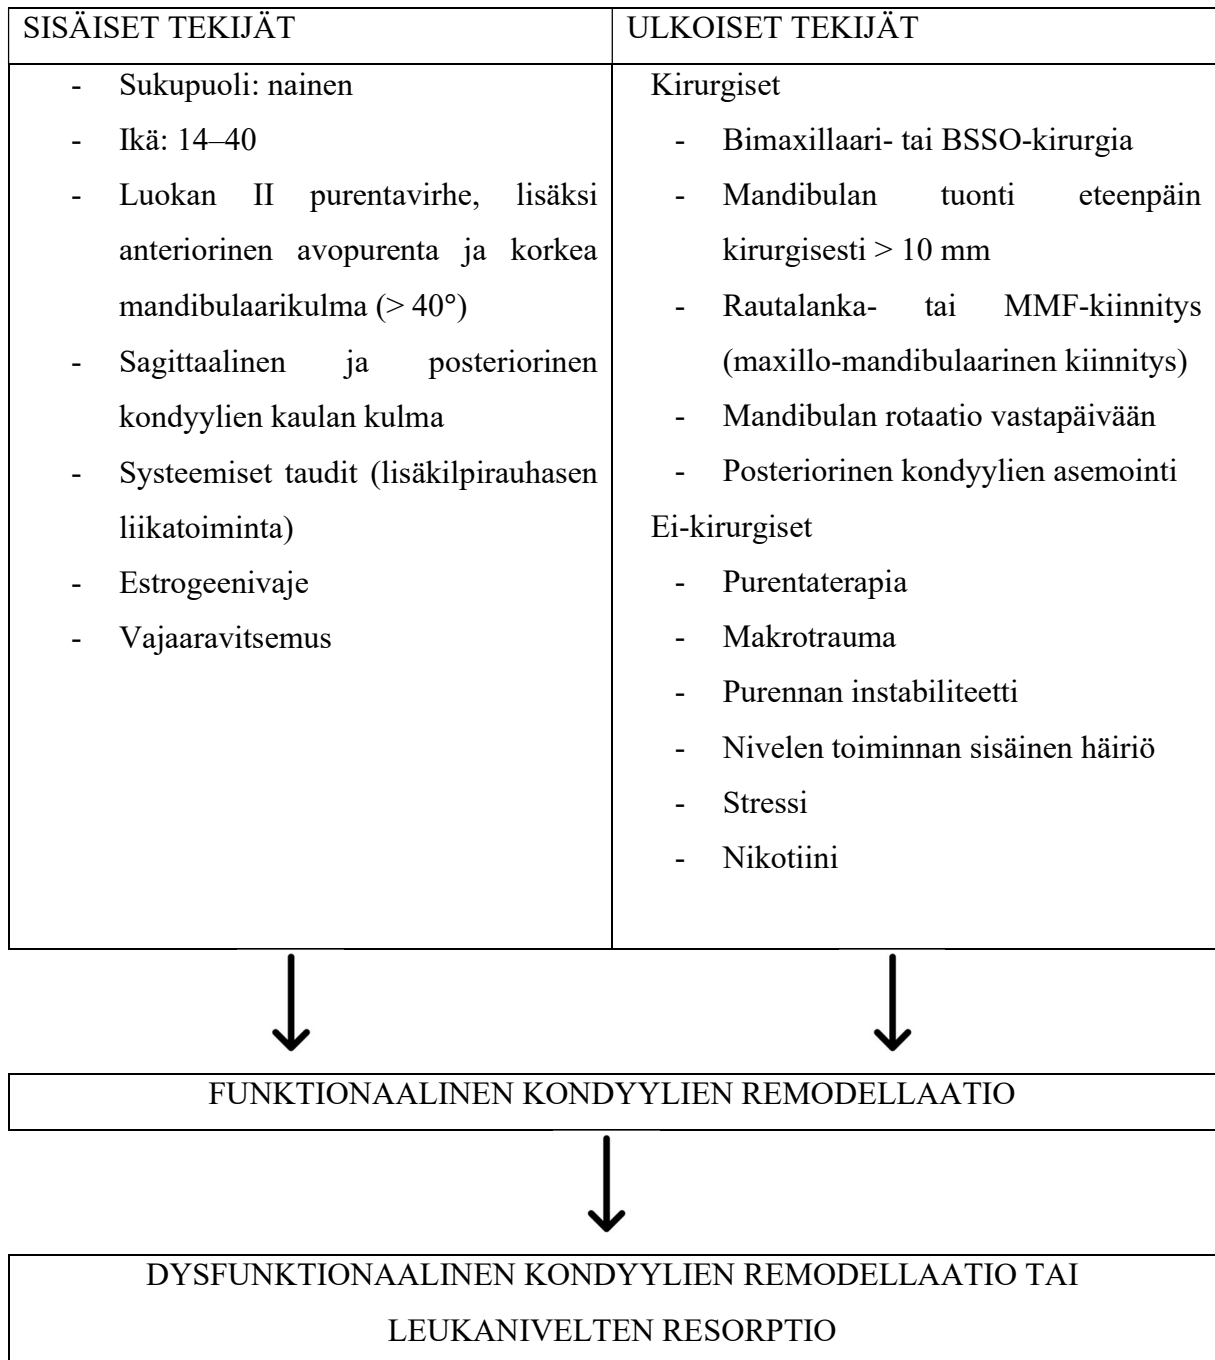 SISÄISET TEKIJÄT
- Sukupuoli: nainen
- Ikä: 14–40
- Luokan II purentavirhe, lisäksi
anteriorinen avopurenta ja korkea
mandibulaarikulma (> 40°)
- Sagittaalinen ja posteriorinen
kondyylien kaulan kulma
- Systeemiset taudit (lisäkilpirauhasen
liikatoiminta)
- Estrogeenivaje
- Vajaaravitsemus
ULKOISET TEKIJÄT
Kirurgiset
- Bimaxillaari- tai BSSO-kirurgia
- Mandibulan tuonti eteenpäin
kirurgisesti > 10 mm
- Rautalanka- tai MMF-kiinnitys
(maxillo-mandibulaarinen kiinnitys)
- Mandibulan rotaatio vastapäivään
- Posteriorinen kondyylien asemointi
Ei-kirurgiset
- Purentaterapia
- Makrotrauma
- Purennan instabiliteetti
- Nivelen toiminnan sisäinen häiriö
- Stressi
- Nikotiini
FUNKTIONAALINEN KONDYYLIEN REMODELLAATIO
DYSFUNKTIONAALINEN KONDYYLIEN REMODELLAATIO TAI
LEUKANIVELTEN RESORPTIO